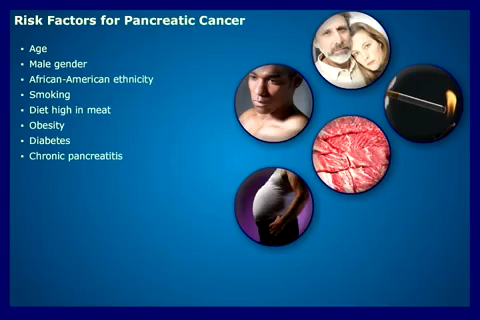 Risk Factors for Pancreatic Cancer
• Age
• Male gender
• African-American ethnicity
• Smoking
• Diet high in meat
• Obesity
• Diabetes
• Chronic pancreatitis